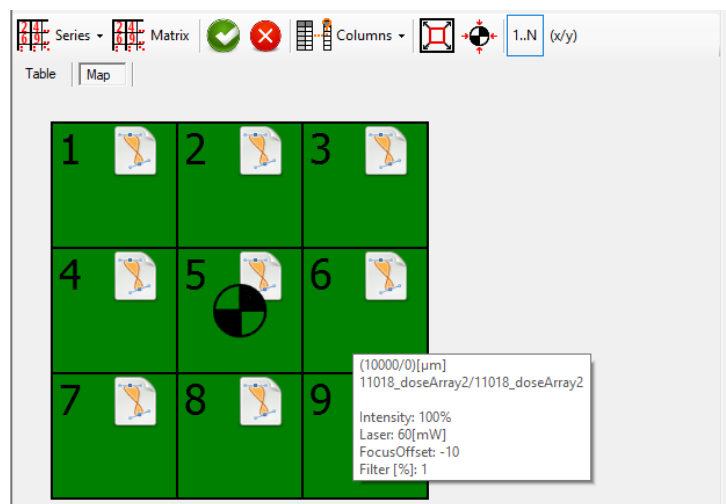 Series Matrix Columns 1..N (x/y)
Table Map
1 2 3
4 5 6
(10000/0)[µm]
11018_doseArray2/11018_doseArray2
7 8 9
Intensity: 100%
Laser: 60[mW]
FocusOffset: -10
Filter [%]: 1